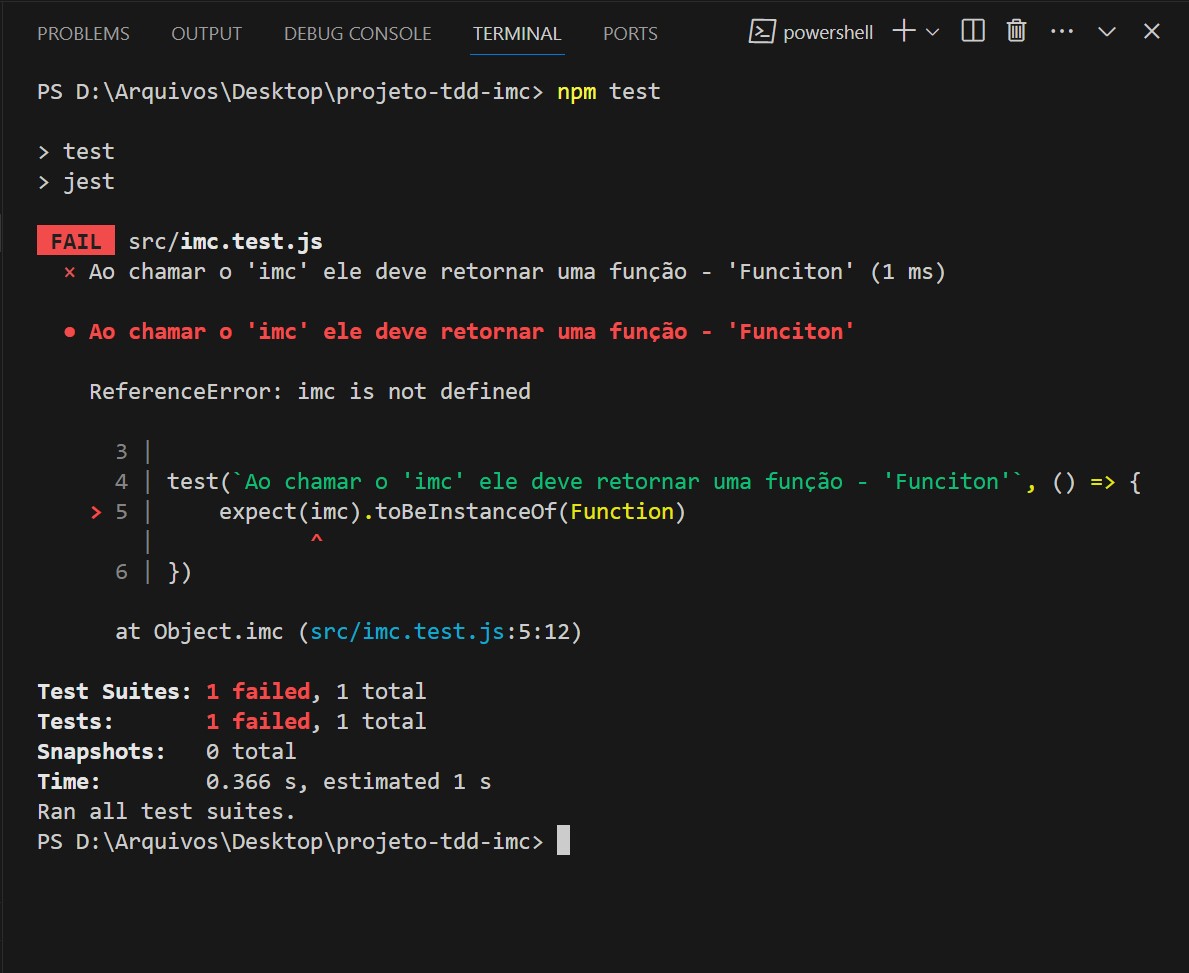 PROBLEMS OUTPUT DEBUG CONSOLE TERMINAL PORTS powershell
PS D:\Arquivos\Desktop\projeto-tdd-imc> npm test
> test
> jest
FAIL src/imc.test.js
× Ao chamar o 'imc' ele deve retornar uma função - 'Funciton' (1 ms)
● Ao chamar o 'imc' ele deve retornar uma função - 'Funciton'
ReferenceError: imc is not defined
3 |
4 | test(`Ao chamar o 'imc' ele deve retornar uma função - 'Funciton'`, () => {
> 5 | expect(imc).toBeInstanceOf(Function)
| ^
6 | })
at Object.imc (src/imc.test.js:5:12)
Test Suites: 1 failed, 1 total
Tests: 1 failed, 1 total
Snapshots: 0 total
Time: 0.366 s, estimated 1 s
Ran all test suites.
PS D:\Arquivos\Desktop\projeto-tdd-imc>